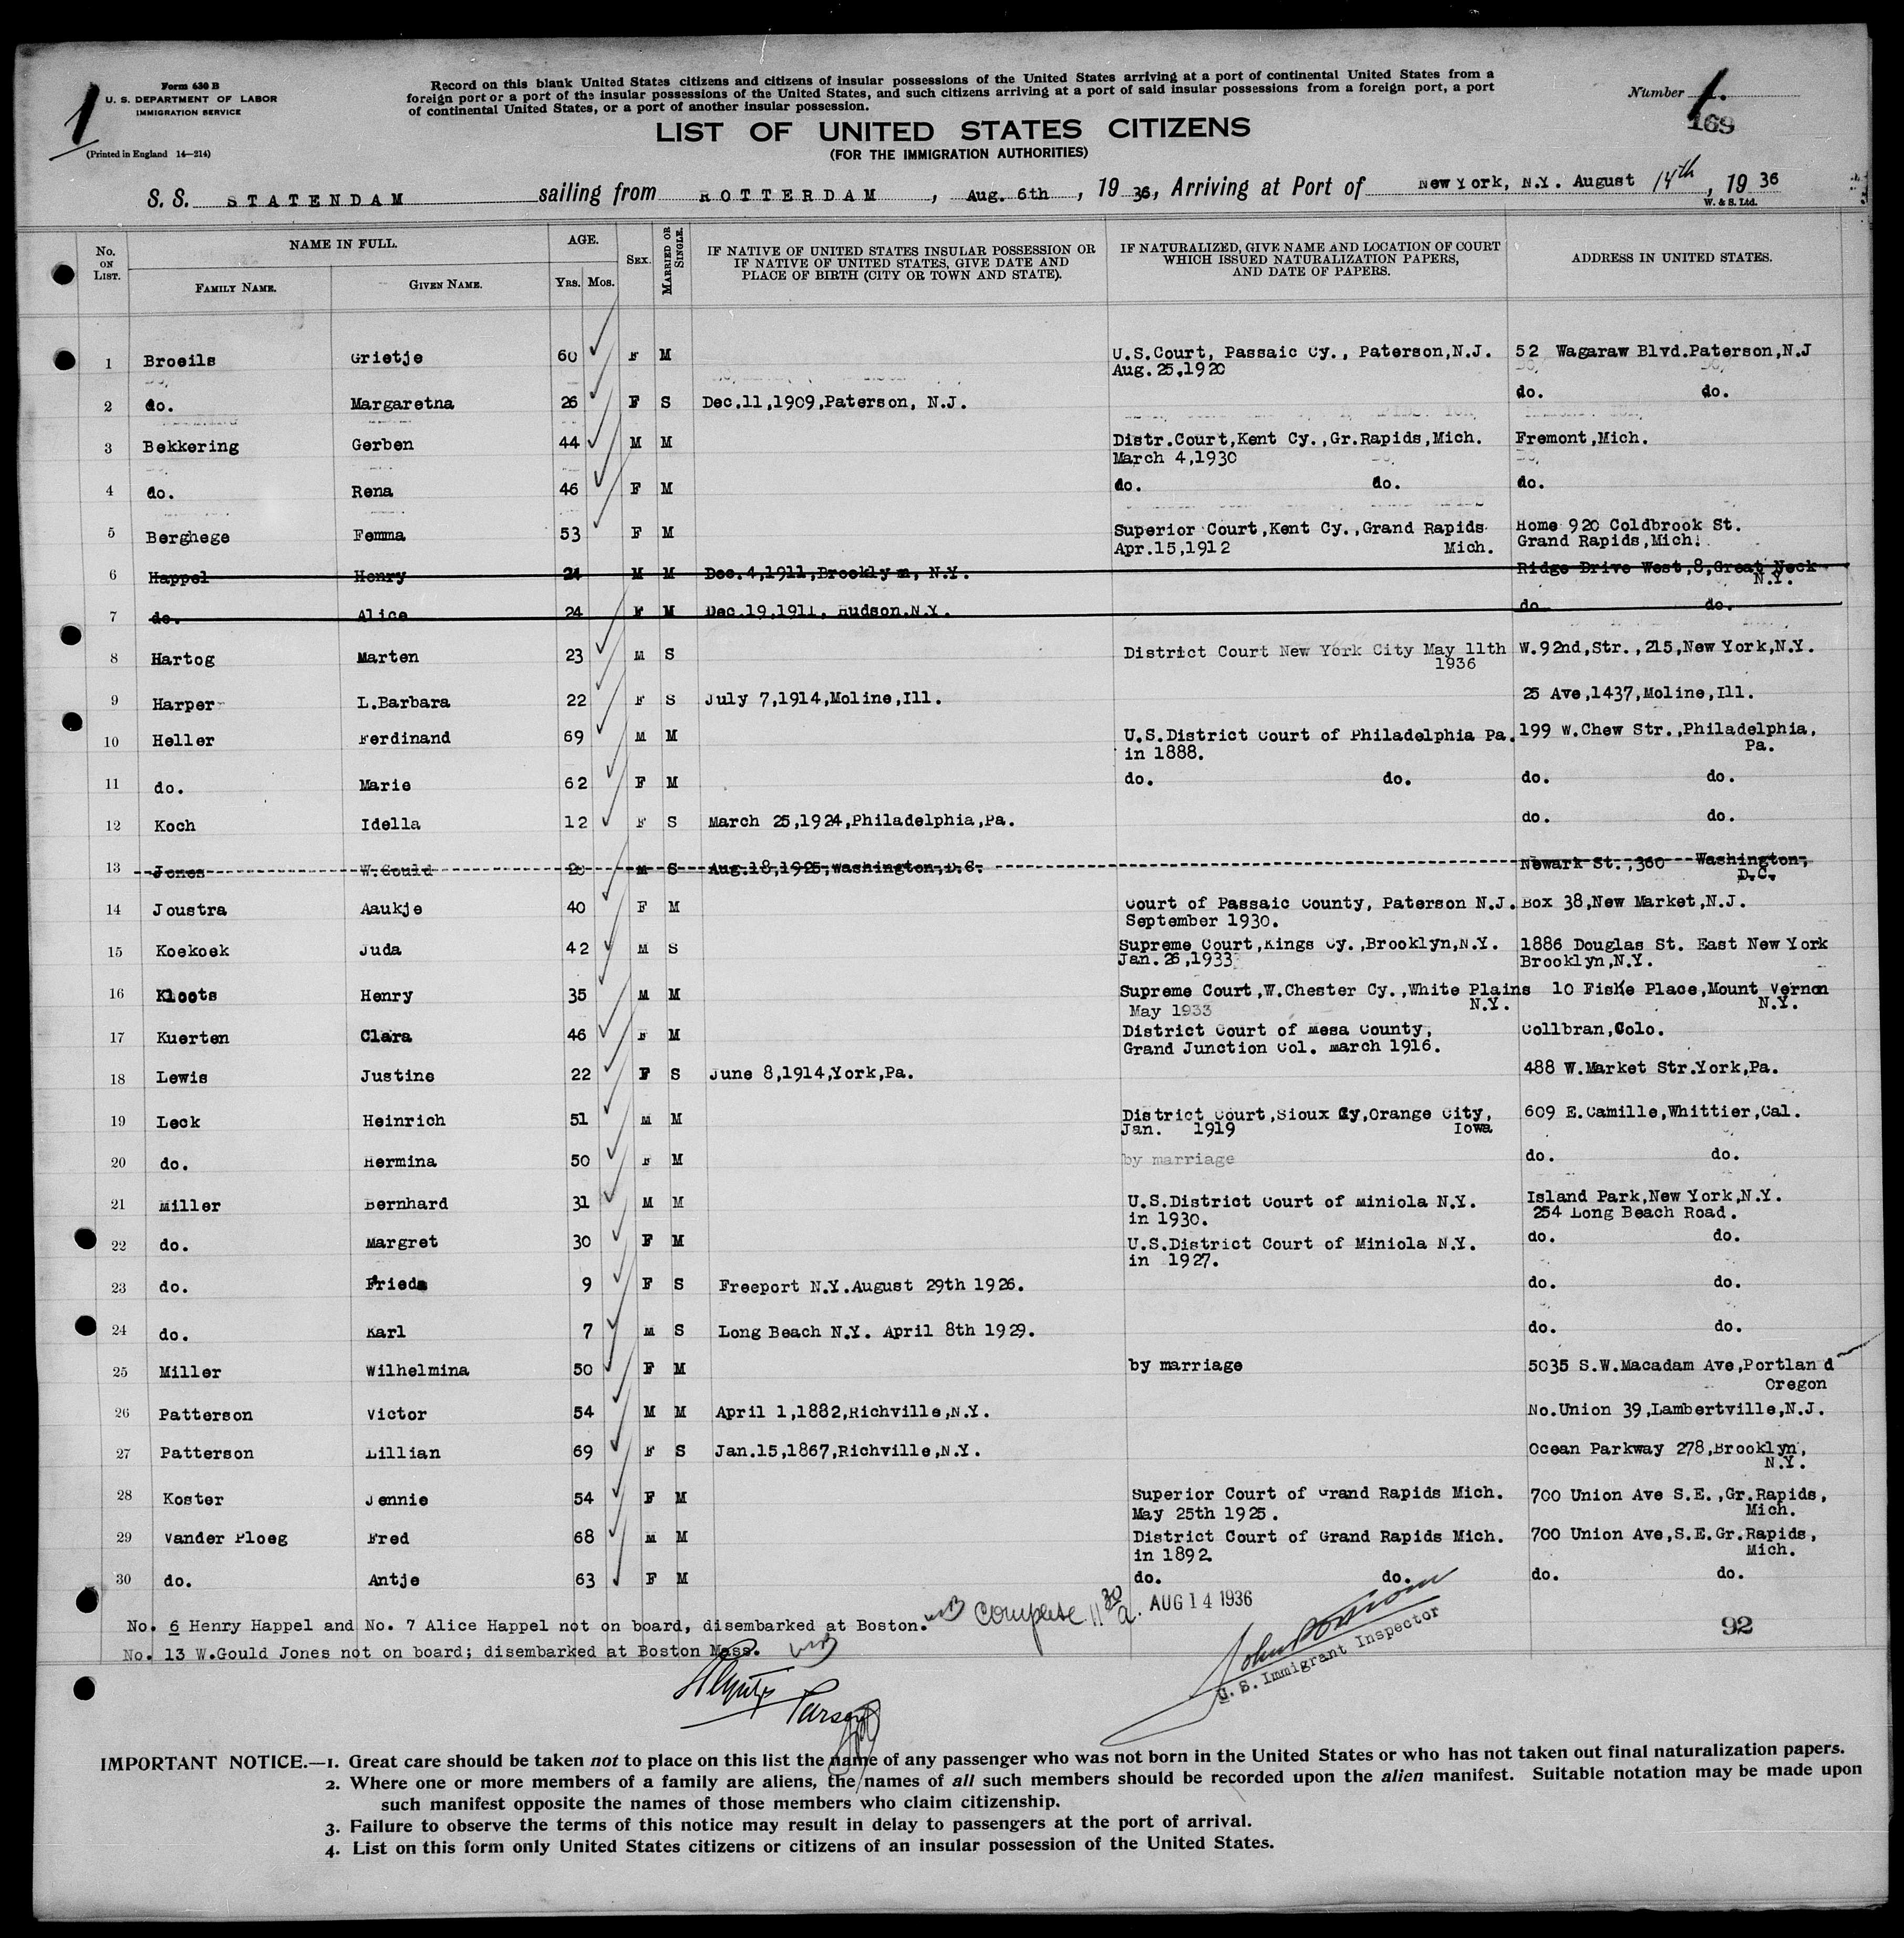 1
Form 630 B
U. S. DEPARTMENT OF LABOR
IMMIGRATION SERVICE
(Printed in England 14—214)
Record on this blank United States citizens and citizens of insular possessions of the United States arriving at a port of continental United States from a
foreign port or a port of the insular possessions of the United States, and such citizens arriving at a port of said insular possessions from a foreign port, a port
of continental United States, or a port of another insular possession.
Number 1.
169
LIST OF UNITED STATES CITIZENS
(FOR THE IMMIGRATION AUTHORITIES)
S. S. STATENDAM sailing from ROTTERDAM, Aug. 6th, 1936, Arriving at Port of New York, N.Y. August 14th, 1936
W. & S. Ltd.
No. ON LIST. NAME IN FULL. FAMILY NAME. GIVEN NAME. AGE. YRS. MOS. SEX. MARRIED OR SINGLE. IF NATIVE OF UNITED STATES INSULAR POSSESSION OR IF NATIVE OF UNITED STATES, GIVE DATE AND PLACE OF BIRTH (CITY OR TOWN AND STATE). IF NATURALIZED, GIVE NAME AND LOCATION OF COURT WHICH ISSUED NATURALIZATION PAPERS, AND DATE OF PAPERS. ADDRESS IN UNITED STATES.
1 Broeils Grietje 60 F M U.S.Court, Passaic Cy., Paterson,N.J. 52 Wagaraw Blvd.Paterson,N.J
Aug.25,1920
2 do. Margaretna 26 F S Dec.11,1909,Paterson, N.J. do. do.
3 Bekkering Gerben 44 M M Distr.Court,Kent Cy.,Gr.Rapids,Mich. Fremont,Mich.
March 4,1930
4 do. Rena 46 F M do. do. do.
5 Berghege Femma 53 F M Superior Court,Kent Cy.,Grand Rapids Home 920 Coldbrook St.
Apr.15,1912 Mich. Grand Rapids,Mich.
6 Happel Henry 24 M M Dec.4,1911,Brooklyn, N.Y. Ridge Drive West,8,Great Neck
N.Y.
7 do. Alice 24 F M Dec.19,1911, Hudson.N.Y. do do.
8 Hartog Marten 23 M S District Court New York City May 11th W.92nd,Str.,215,New York,N.Y.
1936
9 Harper L.Barbara 22 F S July 7,1914,Moline,Ill. 25 Ave,1437,Moline,Ill.
10 Heller Ferdinand 69 M M U.S.District Court of Philadelphia Pa. 199 W.Chew Str.,Philadelphia,
in 1888. Pa.
11 do. Marie 62 F M do. do. do. do.
12 Koch Idella 12 F S March 25,1924,Philadelphia,Pa. do. do.
13 Jones W.Gould M S Aug.18,1925,Washington,D.C. Newark St.,360 Washington,
D.C.
14 Joustra Aaukje 40 F M Court of Passaic County, Paterson N.J. Box 38,New Market,N.J.
September 1930.
15 Koekoek Juda 42 M S Supreme Court,Kings Cy.,Brooklyn,N.Y. 1886 Douglas St. East New York
Jan.26,1933 Brooklyn,N.Y.
16 Kloots Henry 35 M M Supreme Court,W.Chester Cy.,White Plains 10 Fiske Place,Mount Vernon
May 1933 N.Y. N.Y.
17 Kuerten Clara 46 F M District Court of Mesa County, Collbran,Colo.
Grand Junction Col. March 1916.
18 Lewis Justine 22 F S June 8,1914,York,Pa. 488 W.Market Str.York,Pa.
19 Leck Heinrich 51 M M District Court,Sioux Cy,Orange City, 609 E.Camille,Whittier,Cal.
Jan. 1919 Iowa
20 do. Hermina 50 F M by marriage do. do.
21 Miller Bernhard 31 M M U.S.District Court of Miniola N.Y. Island Park,New York,N.Y.
in 1930. 254 Long Beach Road.
22 do. Margret 30 F M U.S.District Court of Miniola N.Y. do. do.
in 1927.
23 do. Frieda 9 F S Freeport N.Y.August 29th 1926. do. do.
24 do. Karl 7 M S Long Beach N.Y. April 8th 1929. do. do.
25 Miller Wilhelmina 50 F M by marriage 5035 S.W.Macadam Ave,Portland
Oregon
26 Patterson Victor 54 M M April 1,1882,Richville,N.Y. No.Union 39,Lambertville,N.J.
27 Patterson Lillian 69 F S Jan.15,1867,Richville,N.Y. Ocean Parkway 278,Brooklyn,
N.Y.
28 Koster Jennie 54 F M Superior Court of Grand Rapids Mich. 700 Union Ave S.E.,Gr.Rapids,
May 25th 1925. Mich.
29 Vander Ploeg Fred 68 M M District Court of Grand Rapids Mich. 700 Union Ave,S.E.Gr.Rapids,
in 1892. Mich.
30 do. Antje 63 F M do. do. do. do.
No. 6 Henry Happel and No. 7 Alice Happel not on board, disembarked at Boston. Complete 11 30 a. AUG 14 1936
92
No. 13 W.Gould Jones not on board; disembarked at Boston Mass.
Purser
U. S. Immigrant Inspector
IMPORTANT NOTICE.—1. Great care should be taken not to place on this list the name of any passenger who was not born in the United States or who has not taken out final naturalization papers.
2. Where one or more members of a family are aliens, the names of all such members should be recorded upon the alien manifest. Suitable notation may be made upon
such manifest opposite the names of those members who claim citizenship.
3. Failure to observe the terms of this notice may result in delay to passengers at the port of arrival.
4. List on this form only United States citizens or citizens of an insular possession of the United States.